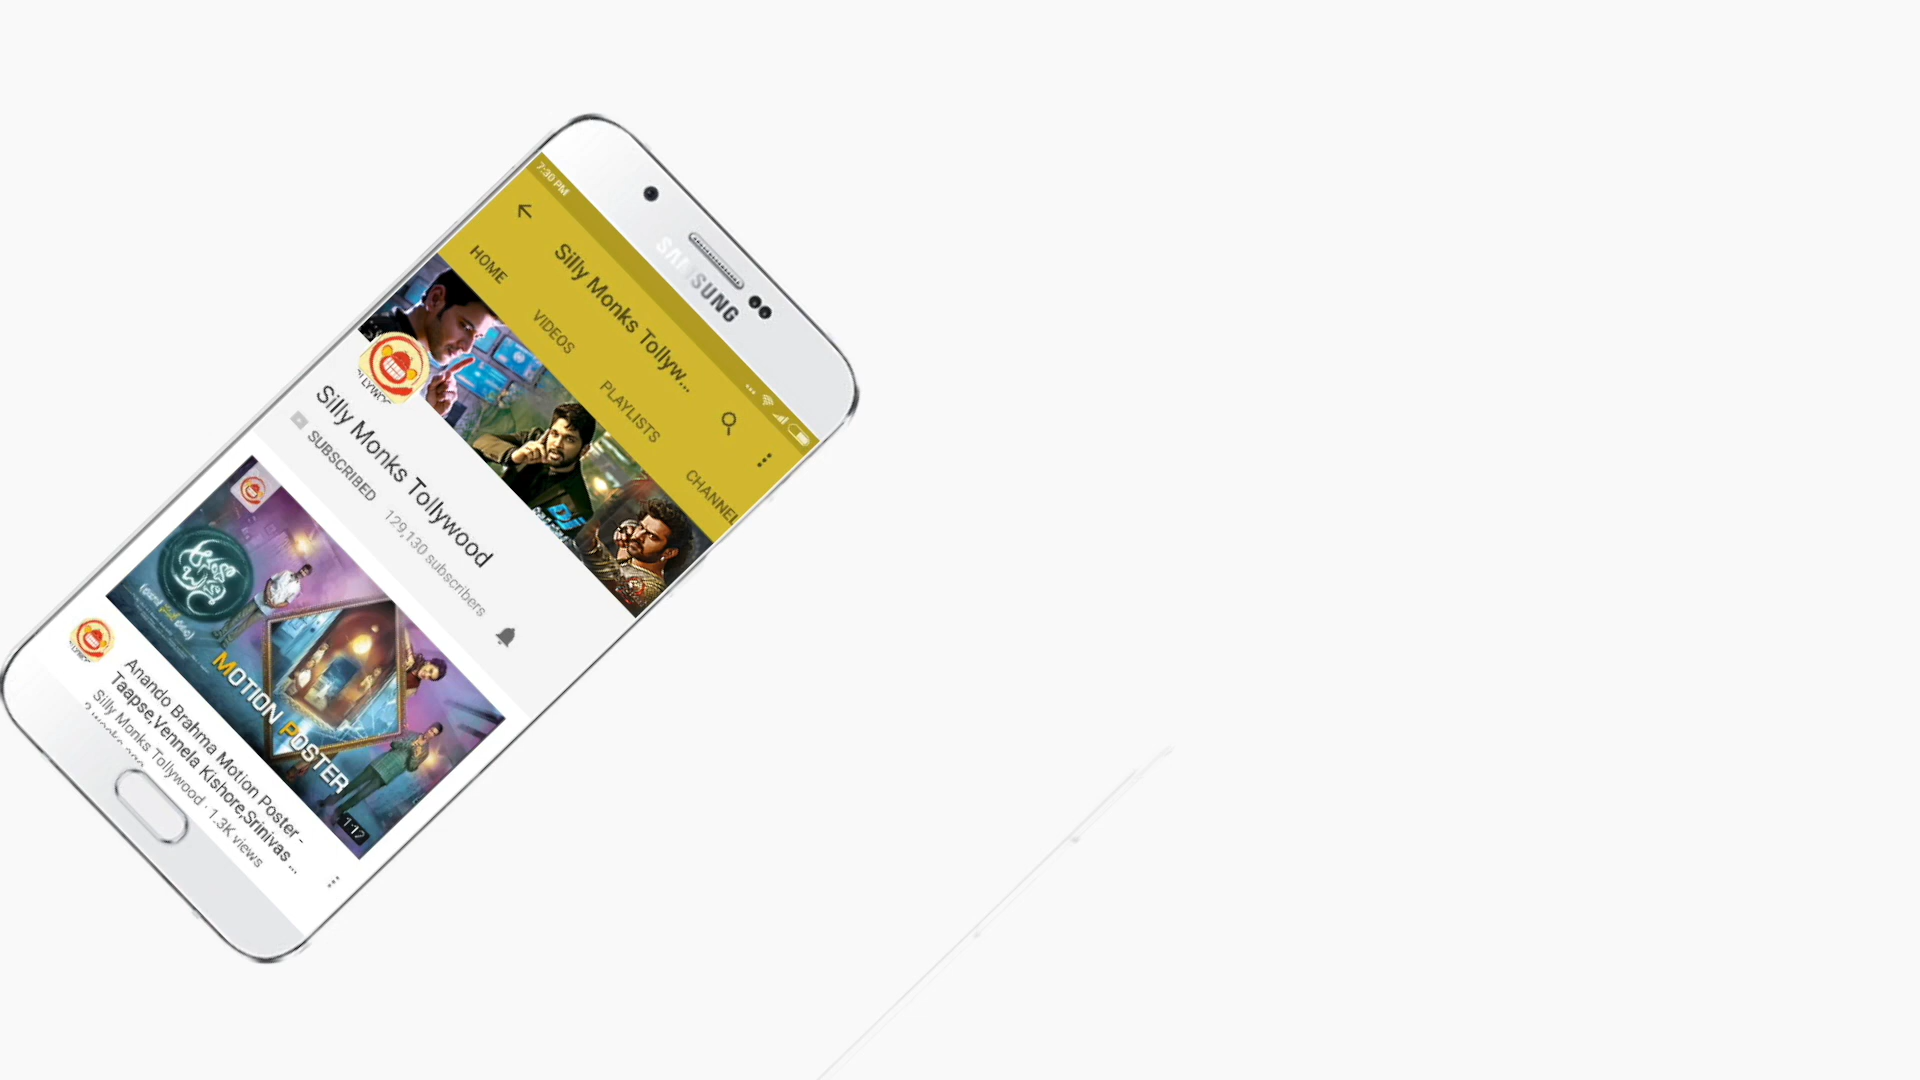 SAMSUNG
7:30 PM
Silly Monks Tollyw...
HOME
VIDEOS
PLAYLISTS
CHANNEL
DJ
Silly Monks Tollywood
SUBSCRIBED
129,130 subscribers
MOTION POSTER
1:12
Anando Brahma Motion Poster -
Taapse,Vennela Kishore,Srinivas ...
Silly Monks Tollywood · 1.3K views